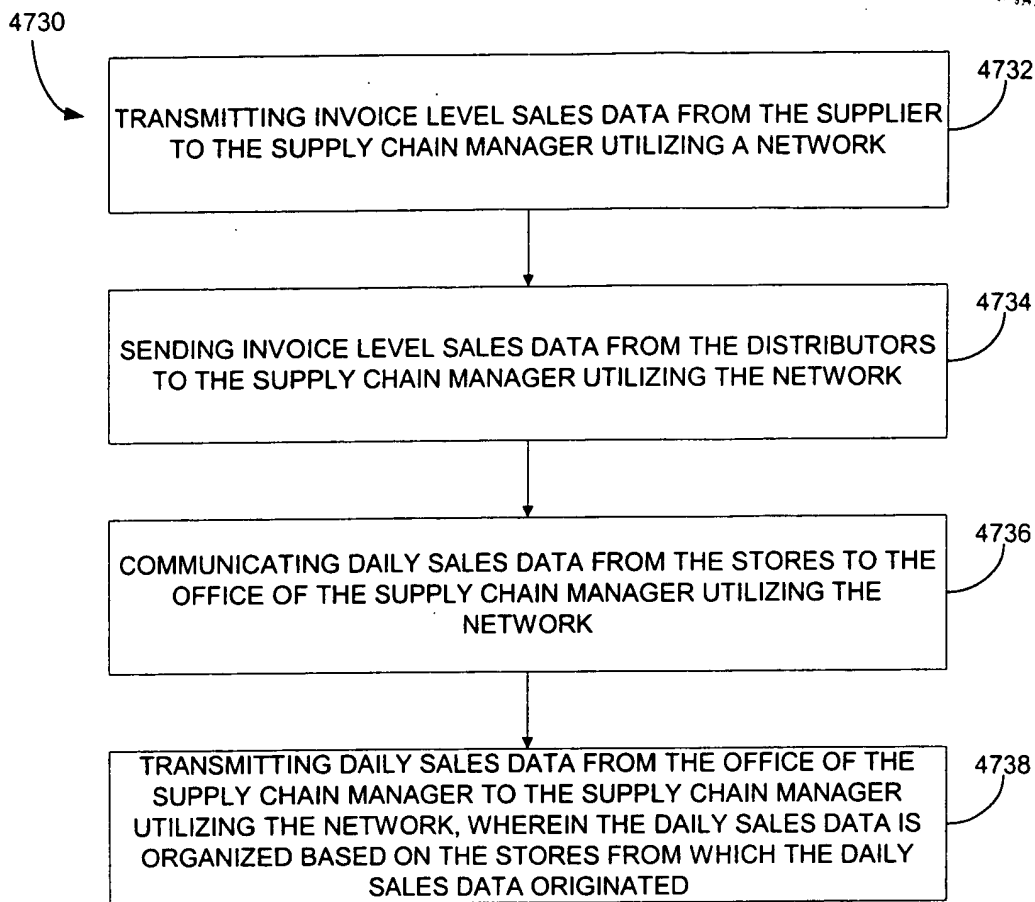 4730
4732
TRANSMITTING INVOICE LEVEL SALES DATA FROM THE SUPPLIER
TO THE SUPPLY CHAIN MANAGER UTILIZING A NETWORK
4734
SENDING INVOICE LEVEL SALES DATA FROM THE DISTRIBUTORS
TO THE SUPPLY CHAIN MANAGER UTILIZING THE NETWORK
4736
COMMUNICATING DAILY SALES DATA FROM THE STORES TO THE
OFFICE OF THE SUPPLY CHAIN MANAGER UTILIZING THE
NETWORK
4738
TRANSMITTING DAILY SALES DATA FROM THE OFFICE OF THE
SUPPLY CHAIN MANAGER TO THE SUPPLY CHAIN MANAGER
UTILIZING THE NETWORK, WHEREIN THE DAILY SALES DATA IS
ORGANIZED BASED ON THE STORES FROM WHICH THE DAILY
SALES DATA ORIGINATED